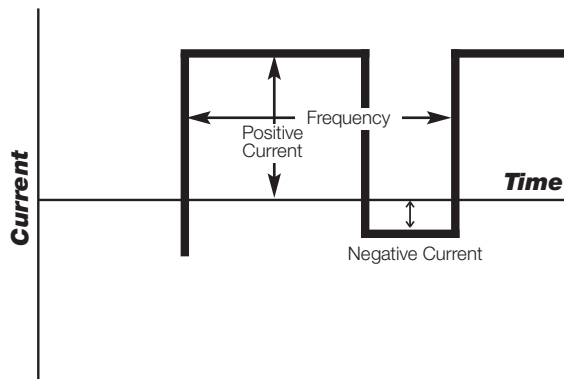 Frequency
Positive
Current
Time
Negative Current
Current